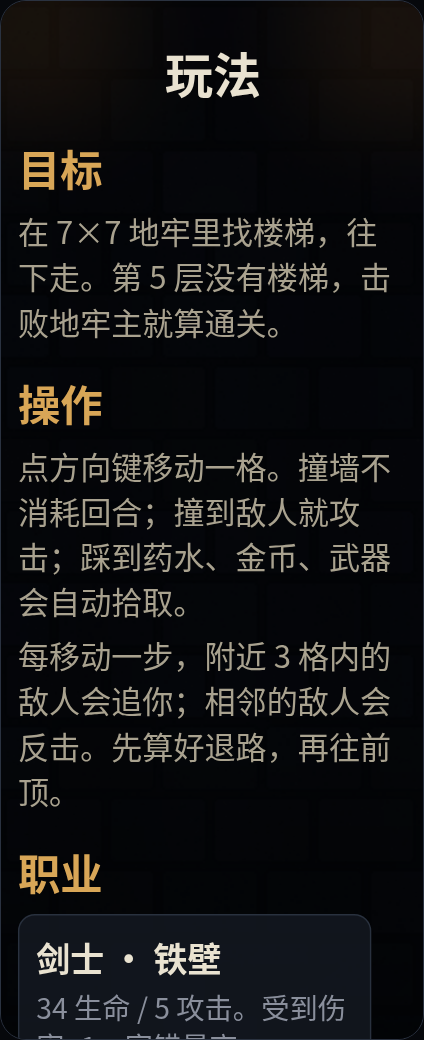 玩法
目标
在 7×7 地牢里找楼梯，往
下走。第 5 层没有楼梯，击
败地牢主就算通关。
操作
点方向键移动一格。撞墙不
消耗回合；撞到敌人就攻
击；踩到药水、金币、武器
会自动拾取。
每移动一步，附近 3 格内的
敌人会追你；相邻的敌人会
反击。先算好退路，再往前
顶。
职业
剑士 · 铁壁
34 生命 / 5 攻击。受到伤